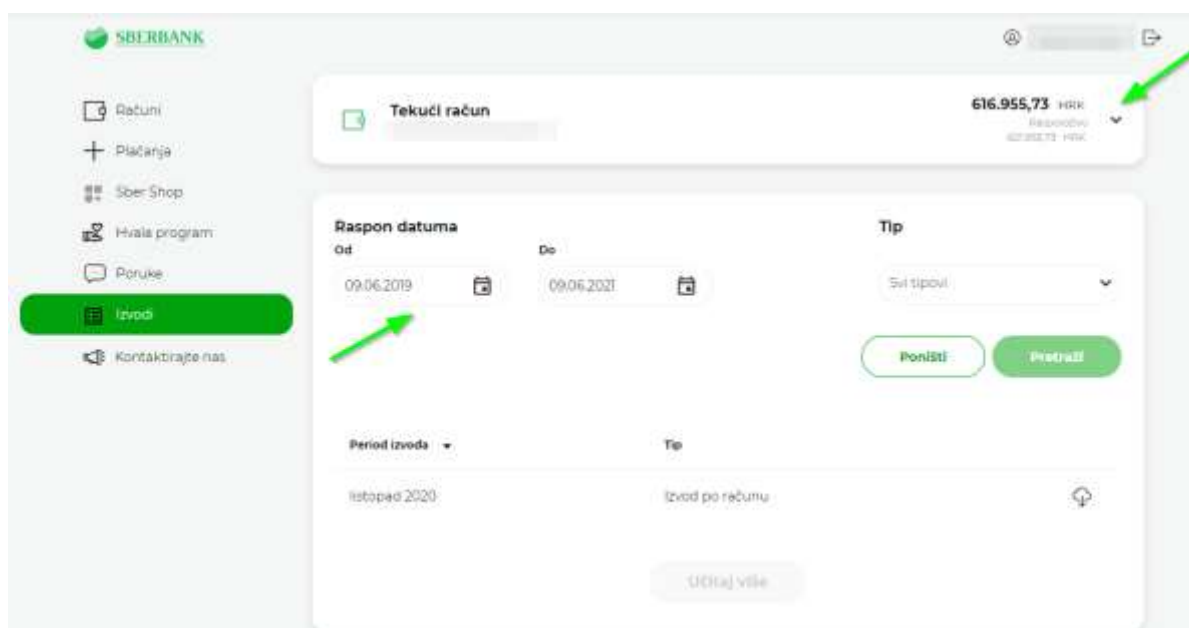 SBERBANK
Računi
Plaćanja
Sber Shop
Hvala program
Poruke
Izvodi
Kontaktirajte nas
Tekući račun
616.955,73 HRK
Raspoloživo
HRK
Raspon datuma
Tip
Od
Do
09.06.2019
09.06.2021
Svi tipovi
Poništi
Pretraži
Period izvoda
Tip
listopad 2020
Izvod po računu
Učitaj više